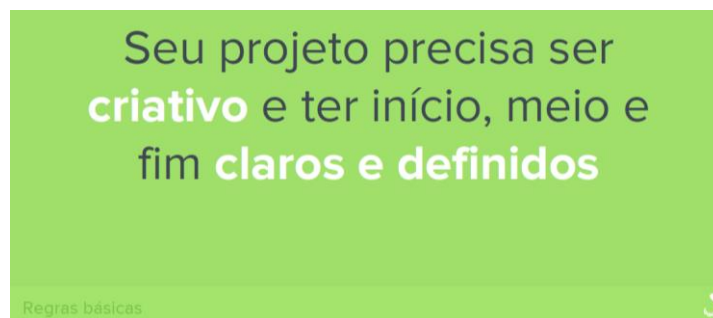 Seu projeto precisa ser
criativo e ter início, meio e
fim claros e definidos
Regras básicas